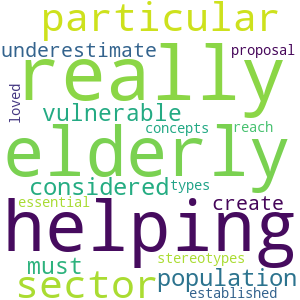 particular
underestimate proposal
really
loved
vulnerable
concepts reach
elderly
considered types
essential create
helping
must stereotypes
sector population
established